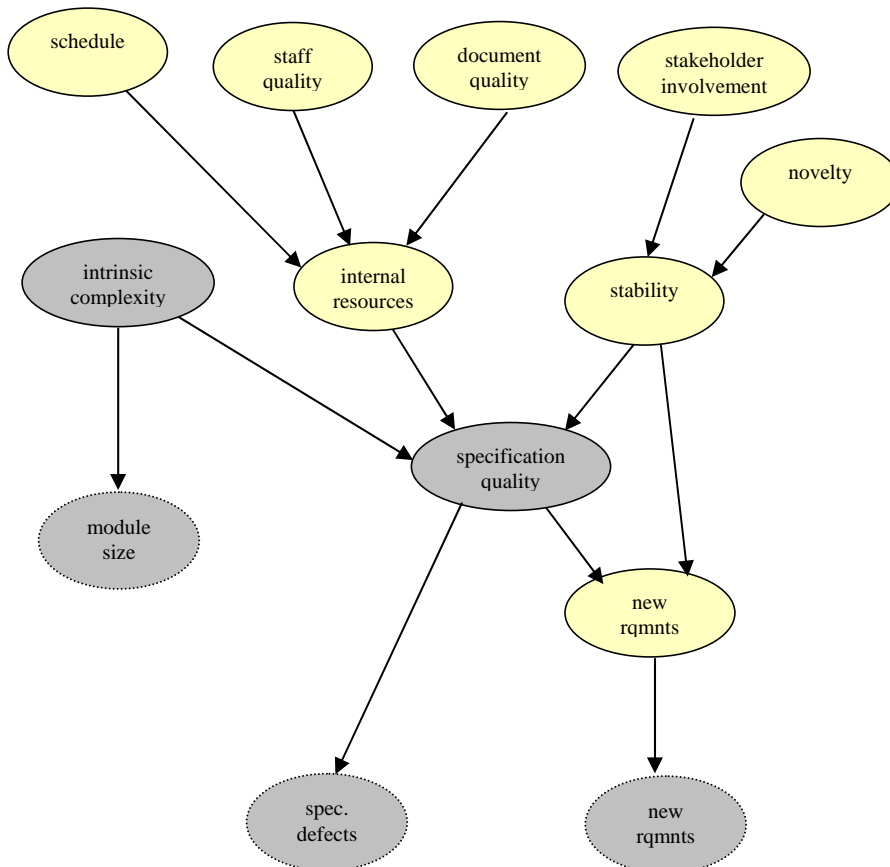 schedule
staff
quality
document
quality
stakeholder
involvement
novelty
intrinsic
complexity
internal
resources
stability
specification
quality
module
size
new
rqmnts
spec.
defects
new
rqmnts